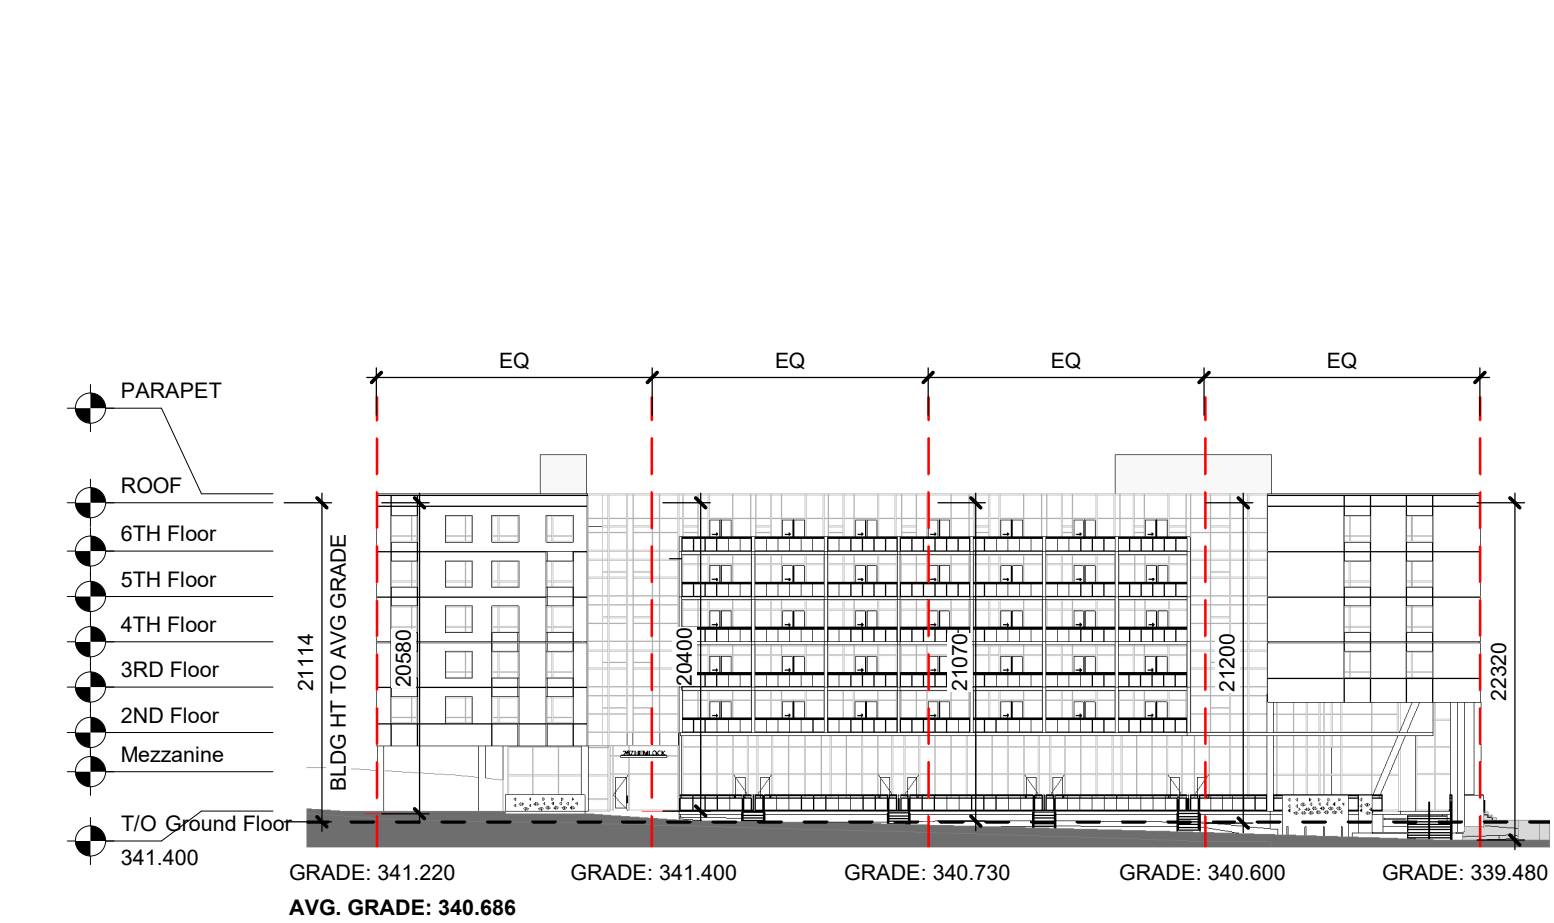 EQ EQ EQ EQ
PARAPET
ROOF
6TH Floor
5TH Floor
4TH Floor
3RD Floor
2ND Floor
Mezzanine
T/O Ground Floor
341.400
21114
BLDG HT TO AVG GRADE
20580
20400
21070
21200
22320
GRADE: 341.220 GRADE: 341.400 GRADE: 340.730 GRADE: 340.600 GRADE: 339.480
AVG. GRADE: 340.686